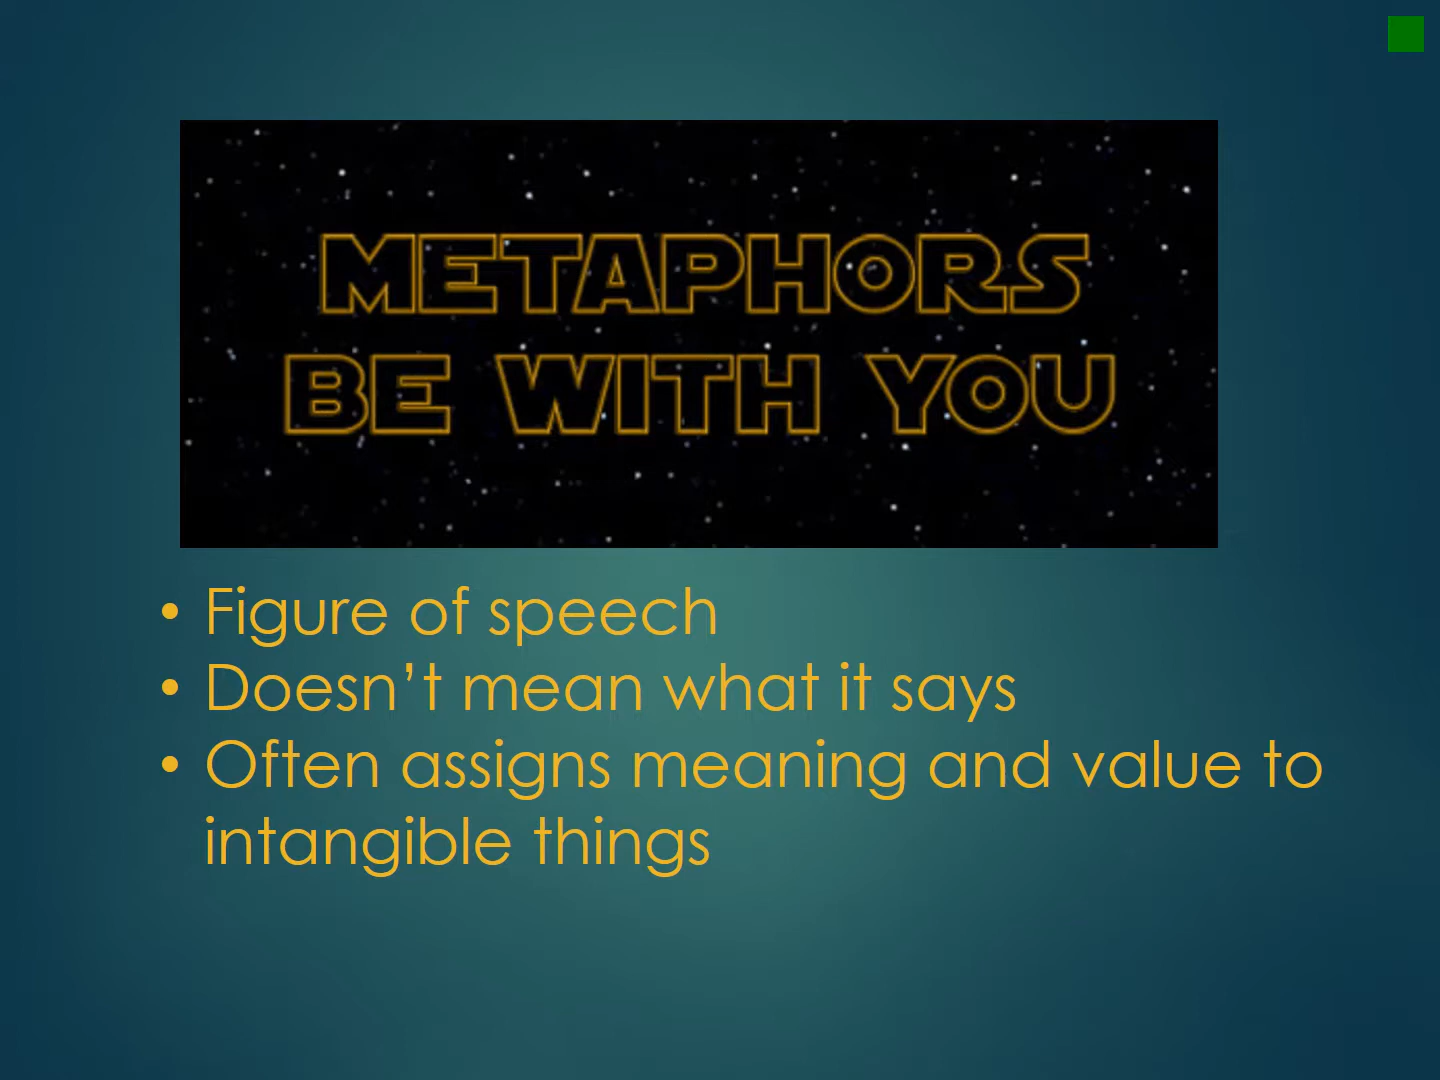 METAPHORS
BE WITH YOU
• Figure of speech
• Doesn’t mean what it says
• Often assigns meaning and value to
intangible things